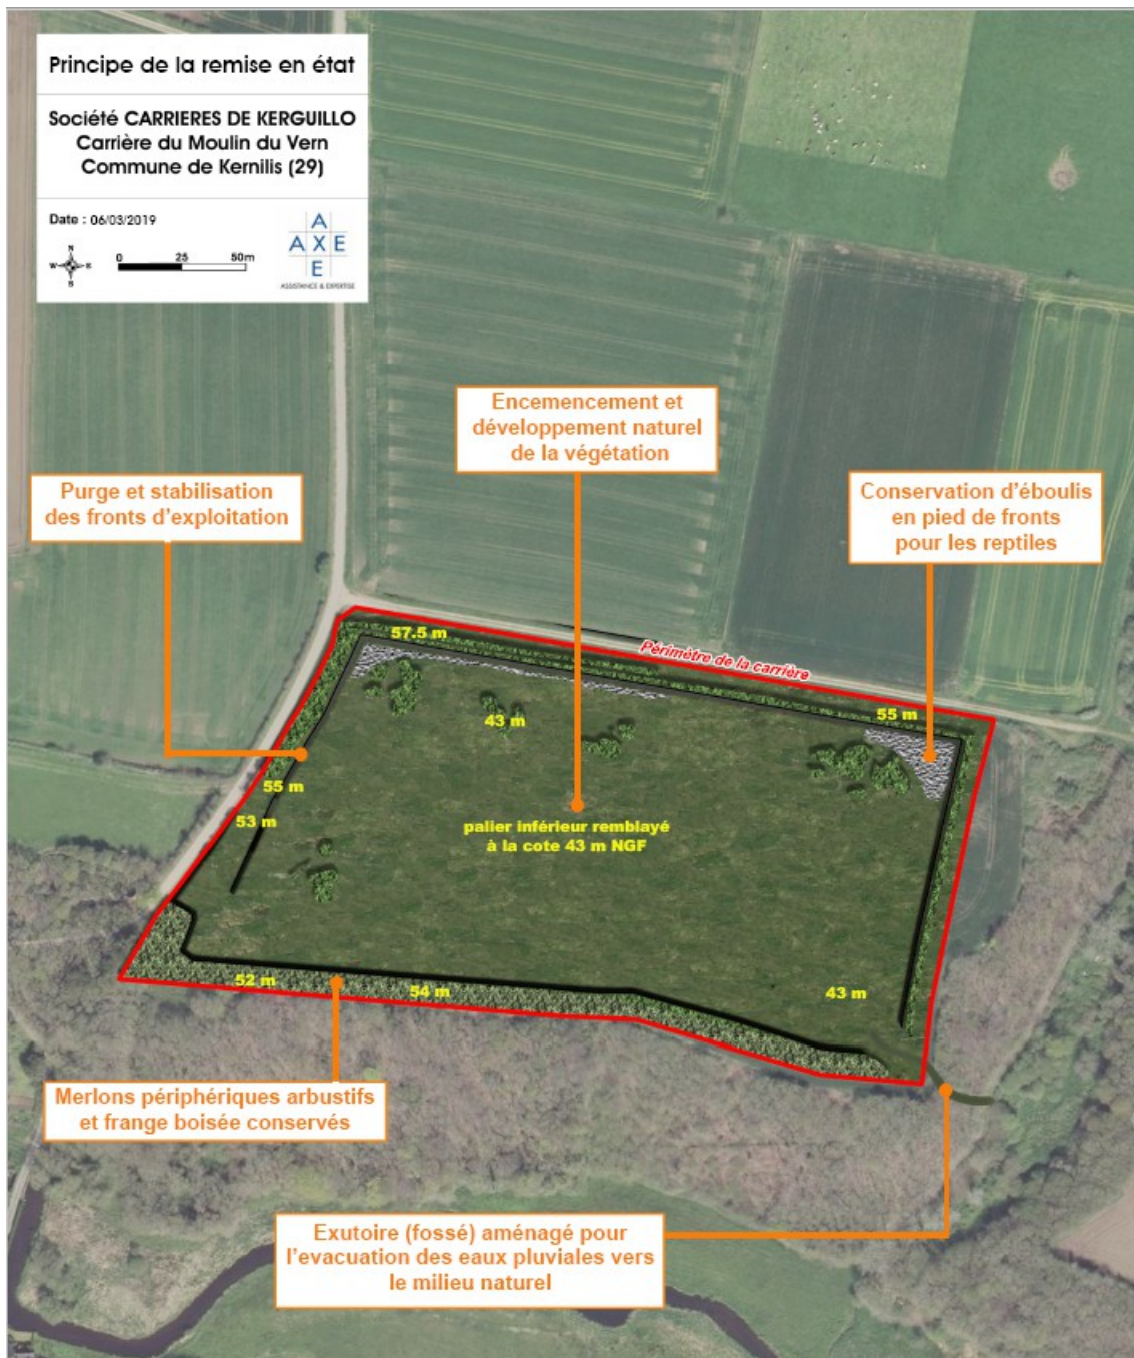 Principe de la remise en état
Société CARRIERES DE KERGUILLO
Carrière du Moulin du Vern
Commune de Kernilis (29)
Date : 06/03/2019
N
W E
S
0 25 50m
A
A X E
E
ASSISTANCE & EXPERTISE
Encemencement et
développement naturel
de la végétation
Purge et stabilisation
des fronts d'exploitation
Conservation d'éboulis
en pied de fronts
pour les reptiles
57.5 m
Périmètre de la carrière
55 m
43 m
55 m
53 m
palier inférieur remblayé
à la cote 43 m NGF
52 m
54 m
43 m
Merlons périphériques arbustifs
et frange boisée conservés
Exutoire (fossé) aménagé pour
l'evacuation des eaux pluviales vers
le milieu naturel